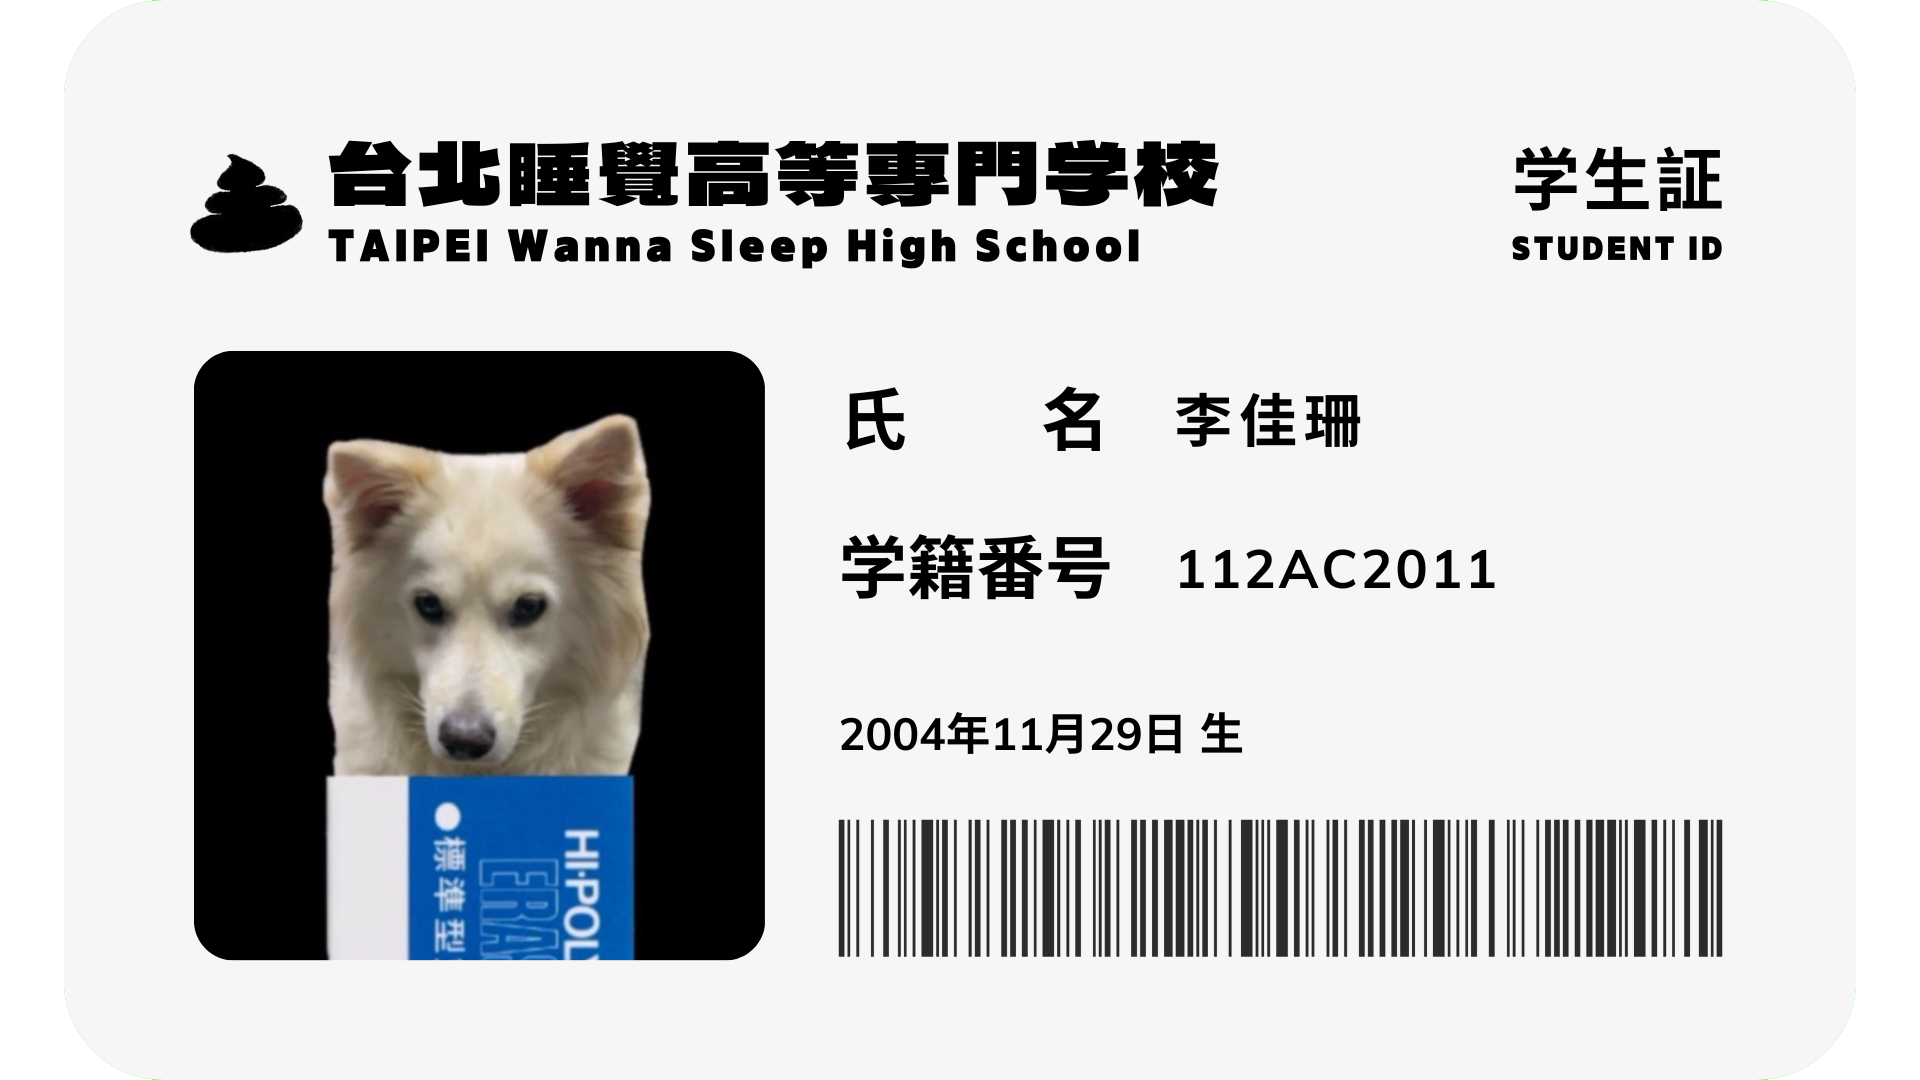 台北睡覺高等專門学校
TAIPEI Wanna Sleep High School
学生証
STUDENT ID
氏名 李佳珊
学籍番号 112AC2011
2004年11月29日 生
●標準型
HI-POLY
ERAS